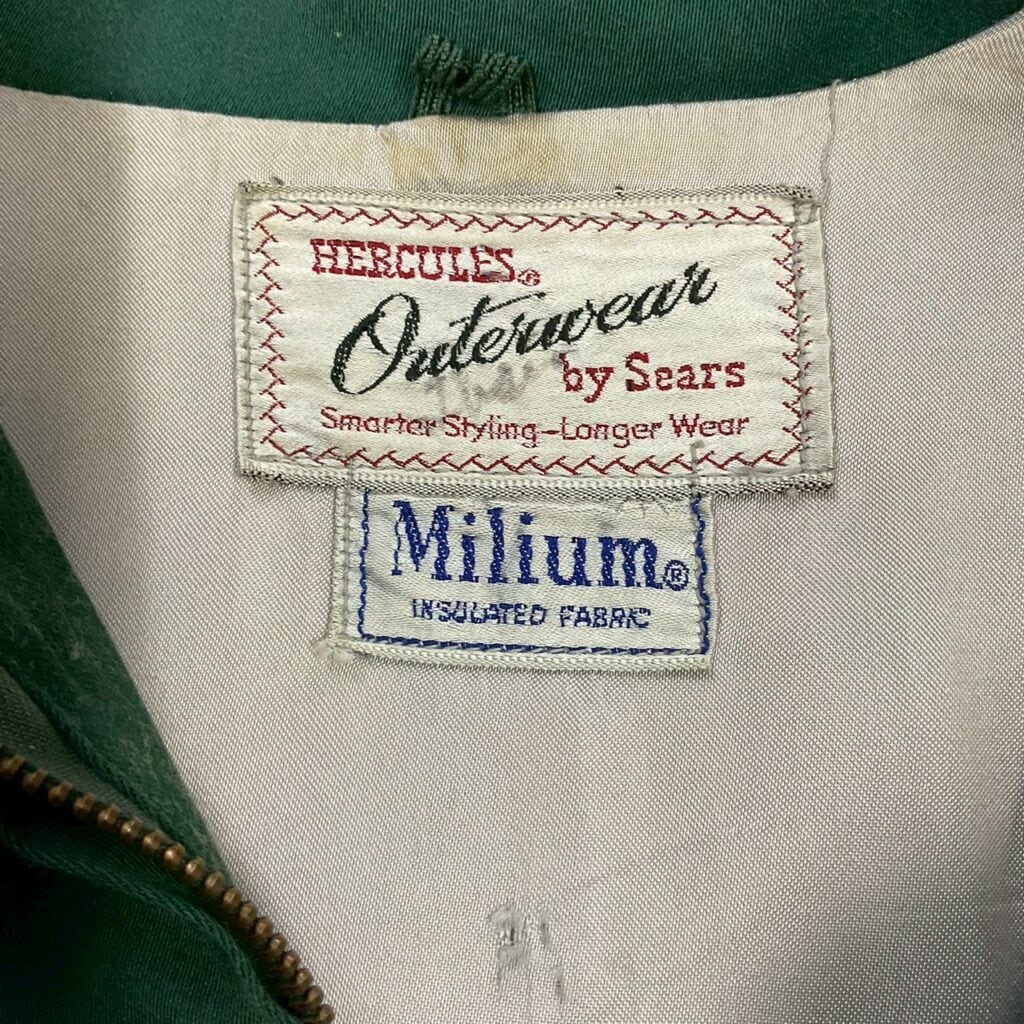 HERCULES®
Outerwear
by Sears
Smarter Styling-Longer Wear
Milium®
INSULATED FABRIC